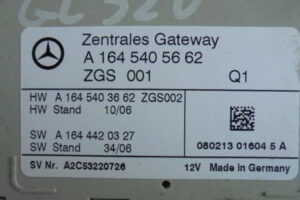 GL320
Zentrales Gateway
A 164 540 56 62
ZGS 001 Q1
HW A 164 540 36 62 ZGS002
HW Stand 10/06
SW A 164 442 03 27
SW Stand 34/06
080213 01604 5 A
SV Nr. A2C53220726 12V Made in Germany